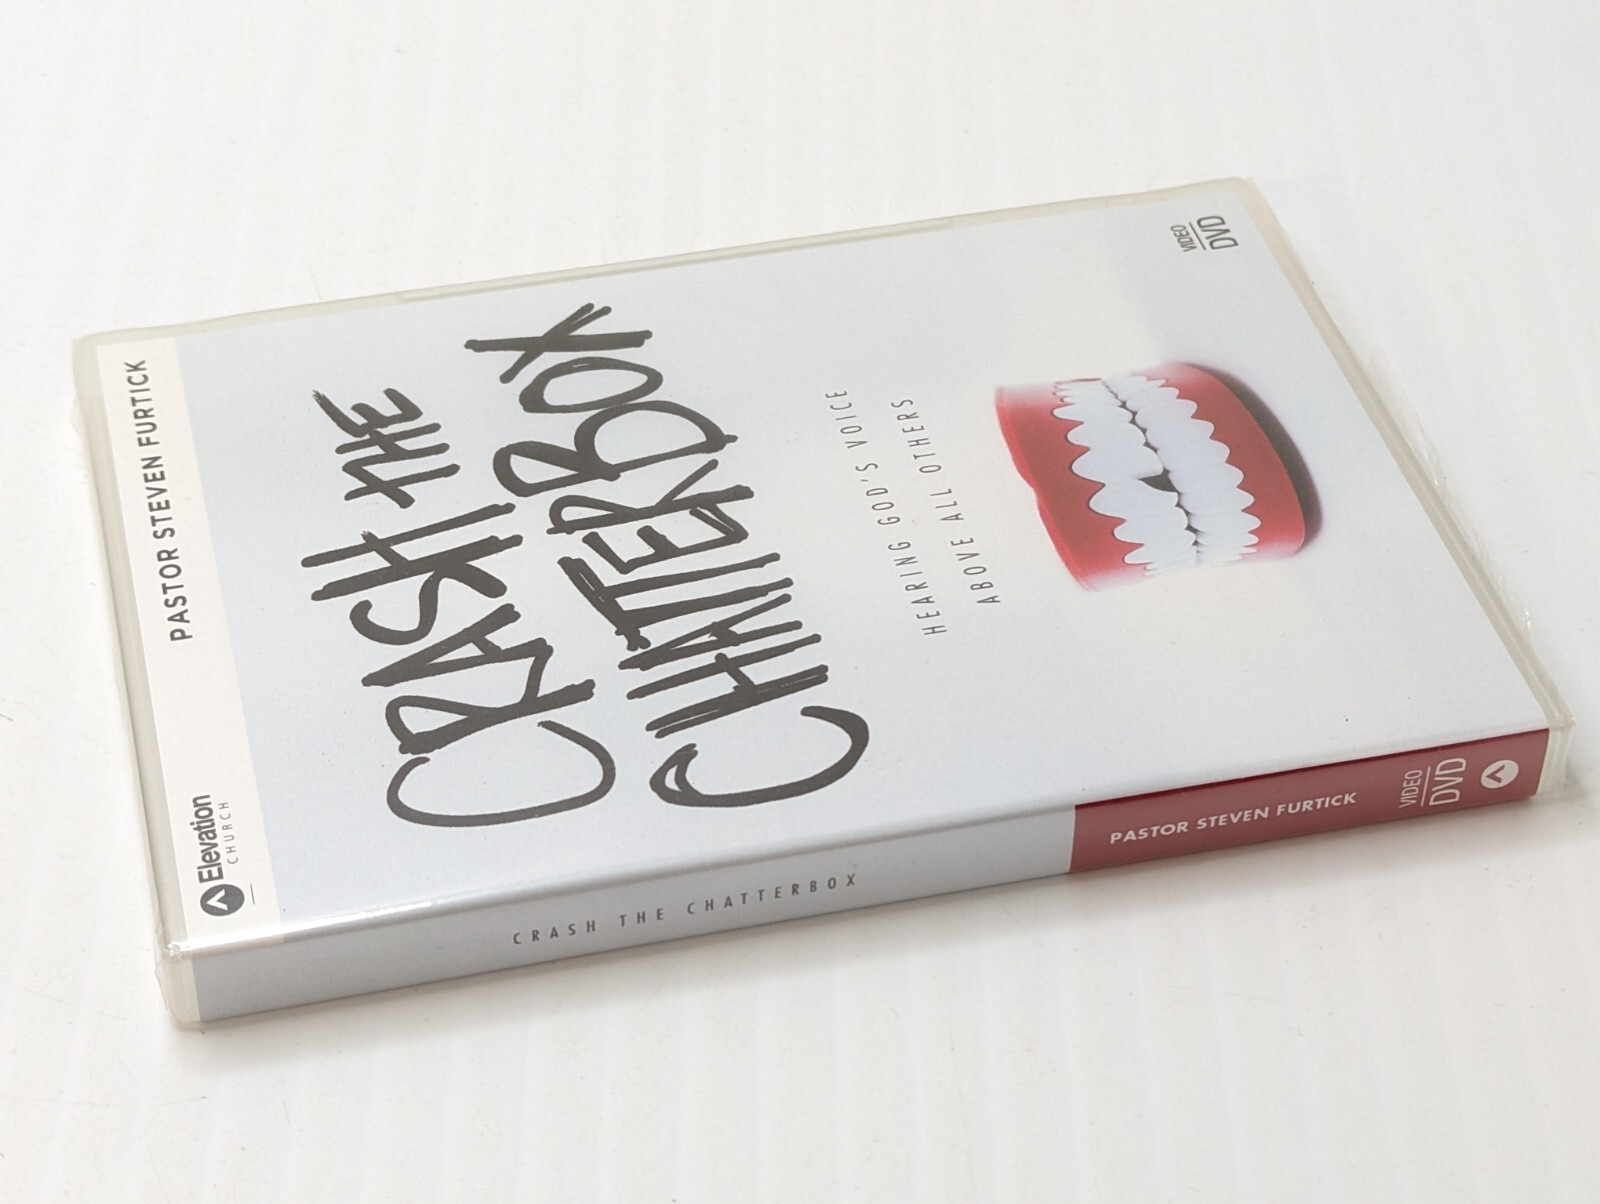 PASTOR STEVEN FURTICK
Elevation
CHURCH
CRASH THE
CHATTERBOX
HEARING GOD'S VOICE
ABOVE ALL OTHERS
VIDEO
DVD
CRASH THE CHATTERBOX
PASTOR STEVEN FURTICK
VIDEO
DVD